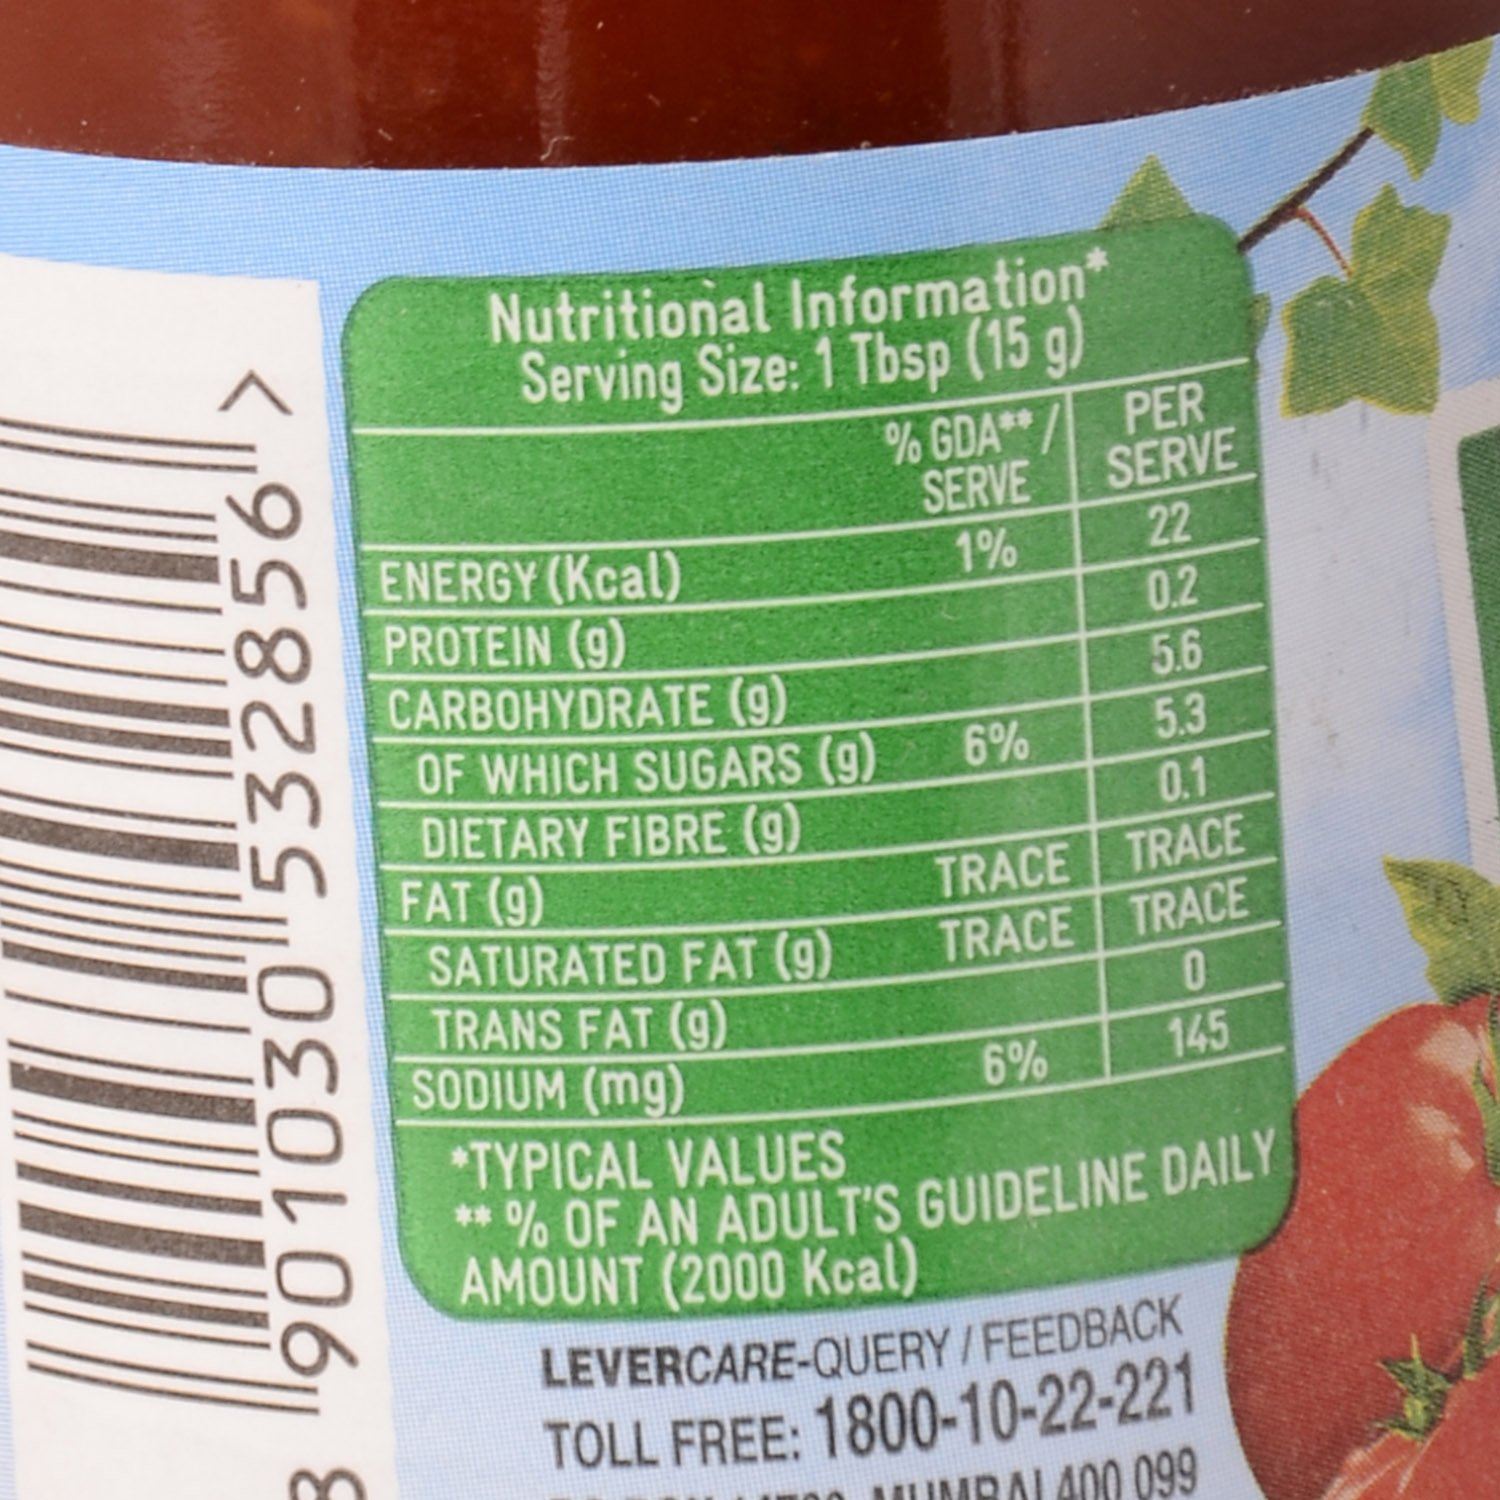 Nutritional Information*
Serving Size: 1 Tbsp (15 g)
% GDA** / SERVE PER SERVE
ENERGY (Kcal) 1% 22
PROTEIN (g) 0.2
CARBOHYDRATE (g) 5.6
OF WHICH SUGARS (g) 6% 5.3
DIETARY FIBRE (g) 0.1
FAT (g) TRACE TRACE
SATURATED FAT (g) TRACE TRACE
TRANS FAT (g) 0
SODIUM (mg) 6% 145
*TYPICAL VALUES
** % OF AN ADULT'S GUIDELINE DAILY
AMOUNT (2000 Kcal)
LEVERCARE-QUERY / FEEDBACK
TOLL FREE: 1800-10-22-221
MUMBAI 400 099
8 901030 532856 >